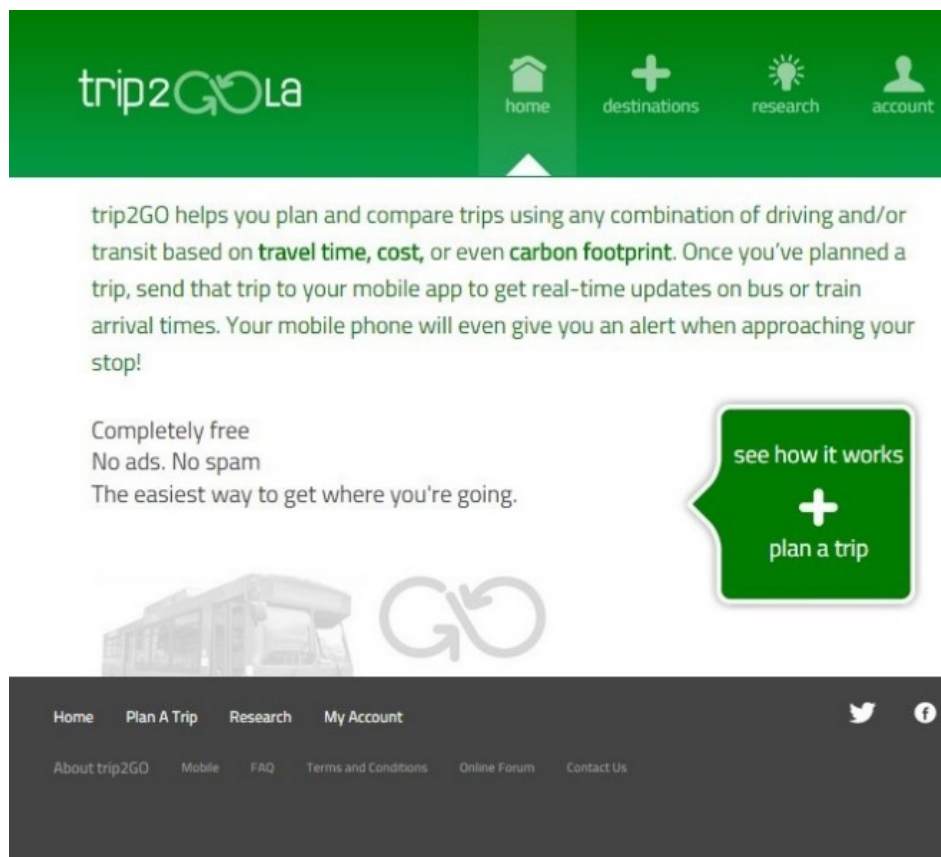 trip2GOLA
home destinations research account
trip2GO helps you plan and compare trips using any combination of driving and/or
transit based on travel time, cost, or even carbon footprint. Once you've planned a
trip, send that trip to your mobile app to get real-time updates on bus or train
arrival times. Your mobile phone will even give you an alert when approaching your
stop!
Completely free
No ads. No spam
The easiest way to get where you're going.
see how it works
plan a trip
GO
Home Plan A Trip Research My Account
About trip2GO Mobile FAQ Terms and Conditions Online Forum Contact Us